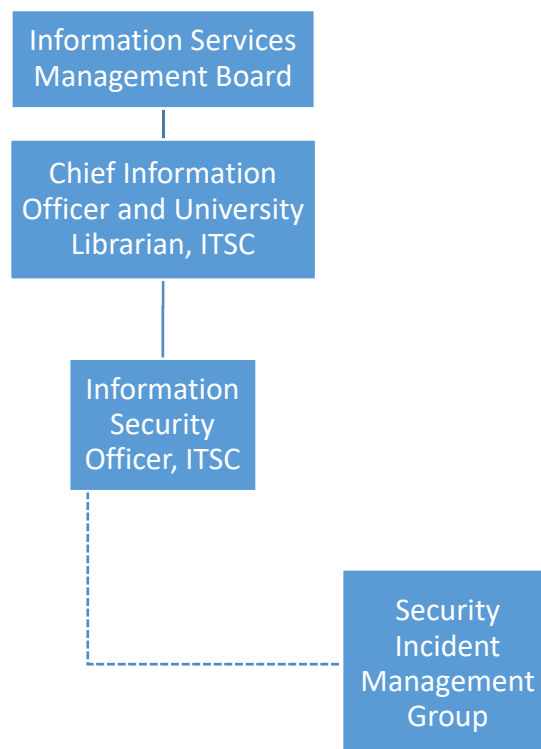 Information Services
Management Board
Chief Information
Officer and University
Librarian, ITSC
Information
Security
Officer, ITSC
Security
Incident
Management
Group